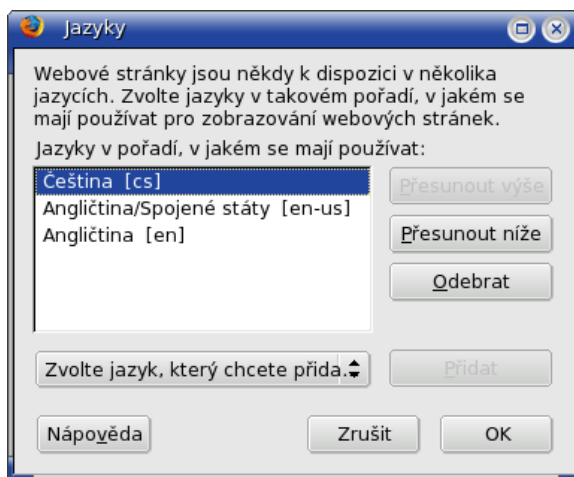 Jazyky
Webové stránky jsou někdy k dispozici v několika
jazycích. Zvolte jazyky v takovém pořadí, v jakém se
mají používat pro zobrazování webových stránek.
Jazyky v pořadí, v jakém se mají používat:
Čeština [cs]
Angličtina/Spojené státy [en-us]
Angličtina [en]
Přesunout výše
Přesunout níže
Odebrat
Zvolte jazyk, který chcete přida.
Přidat
Nápověda
Zrušit
OK